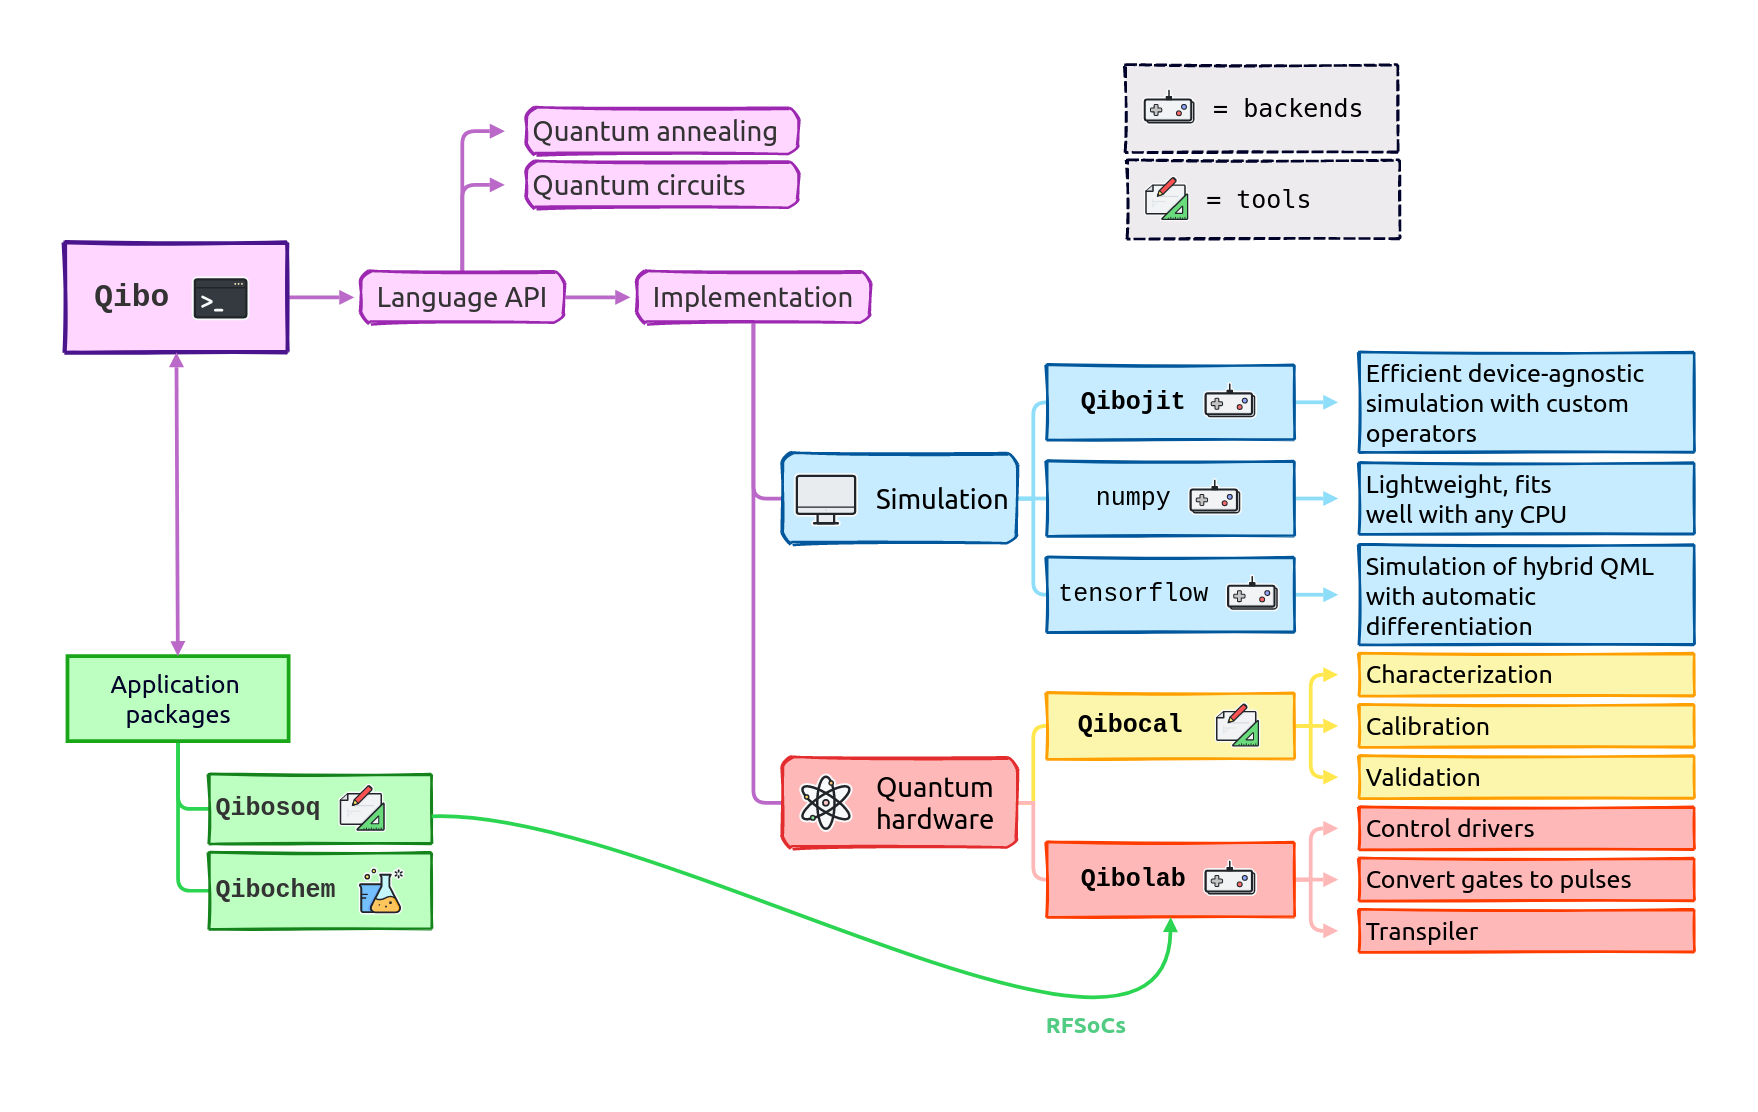 = backends
= tools
Quantum annealing
Quantum circuits
Qibo >_
Language API
Implementation
Qibojit
Efficient device-agnostic
simulation with custom
operators
Simulation
numpy
Lightweight, fits
well with any CPU
tensorflow
Simulation of hybrid QML
with automatic
differentiation
Application
packages
Qibosoq
Qibochem
Quantum
hardware
Qibocal
Characterization
Calibration
Validation
Qibolab
Control drivers
Convert gates to pulses
Transpiler
RFSoCs